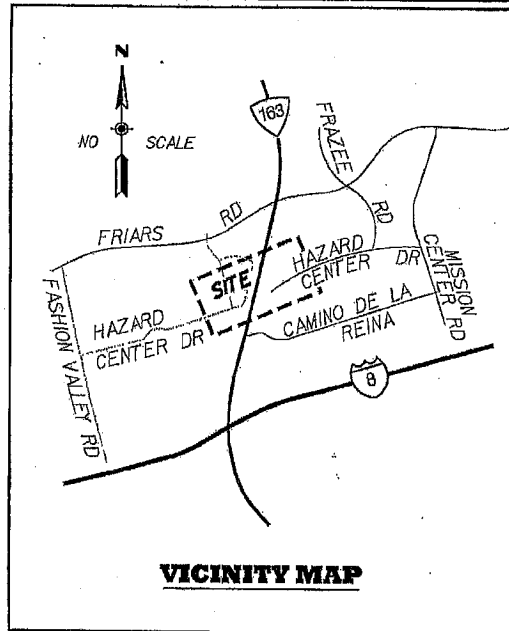 N
NO SCALE
163
FRAZEE
RD
FRIARS RD
HAZARD
CENTER DR
SITE
MISSION
CENTER RD
HAZARD
CENTER DR
CAMINO DE LA
REINA
FASHION VALLEY RD
8
VICINITY MAP